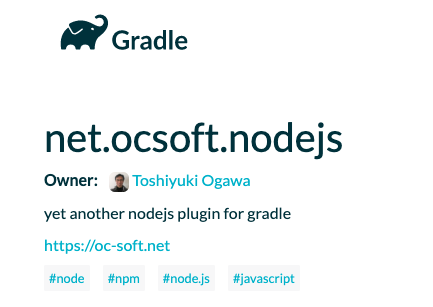 Gradle
net.ocsoft.nodejs
Owner: Toshiyuki Ogawa
yet another nodejs plugin for gradle
https://oc-soft.net
#node #npm #node.js #javascript